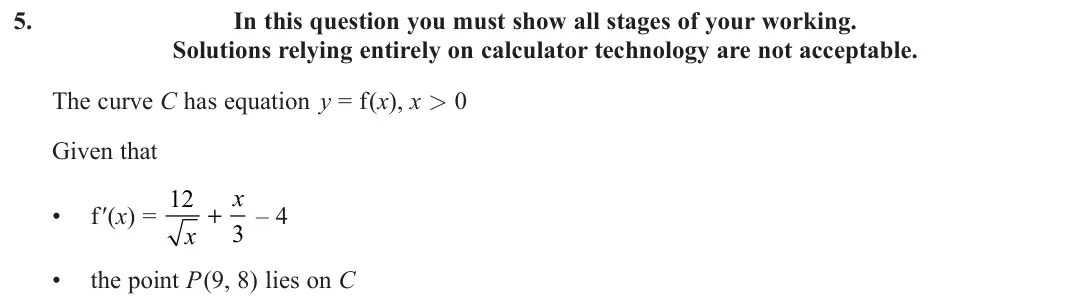 5. In this question you must show all stages of your working.
Solutions relying entirely on calculator technology are not acceptable.
The curve C has equation y = f(x), x > 0
Given that
• f′(x) = 12/√x + x/3 – 4
• the point P(9, 8) lies on C